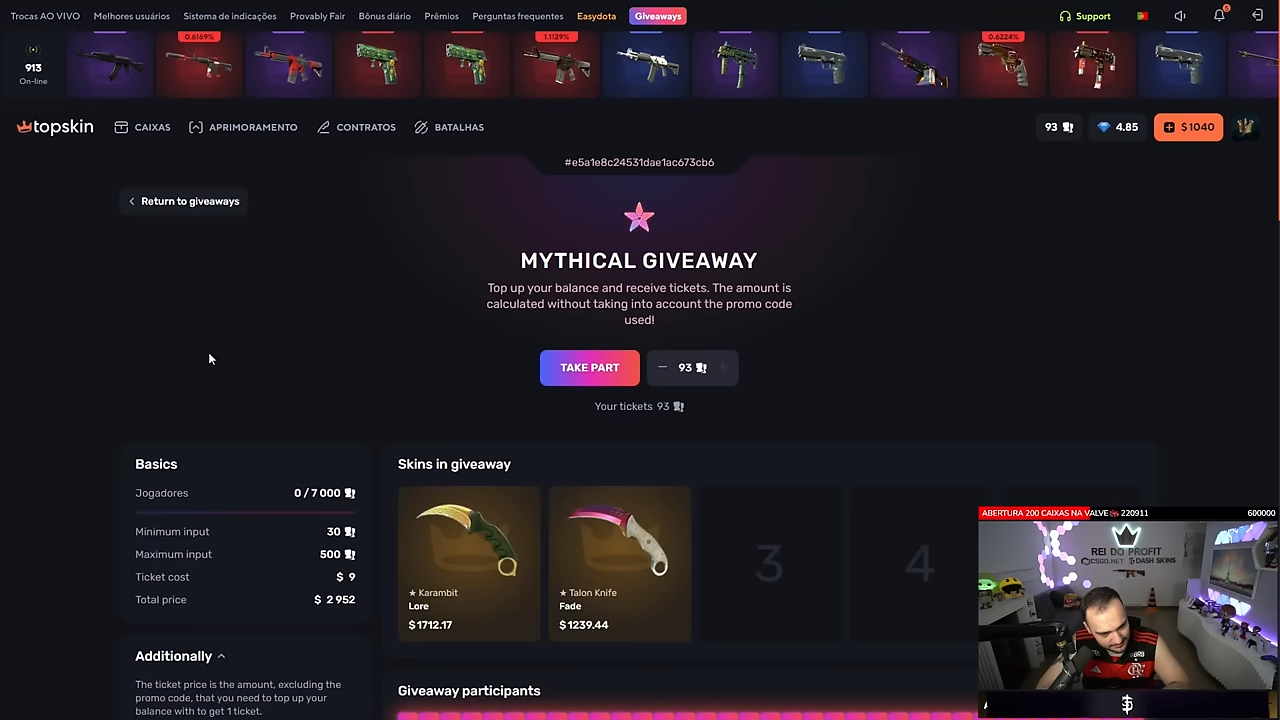 Trocas AO VIVO Melhores usuários Sistema de indicações Provably Fair Bônus diário Prêmios Perguntas frequentes Easydota Giveaways Support 5
913
On-line
0.6169% 1.1129% 0.6224%
topskin CAIXAS APRIMORAMENTO CONTRATOS BATALHAS 93 4.85 $ 1040
#e5a1e8c24531dae1ac673cb6
Return to giveaways
MYTHICAL GIVEAWAY
Top up your balance and receive tickets. The amount is
calculated without taking into account the promo code
used!
TAKE PART − 93 +
Your tickets 93
Basics
Jogadores 0 / 7 000
Minimum input 30
Maximum input 500
Ticket cost $ 9
Total price $ 2 952
Additionally
The ticket price is the amount, excluding the
promo code, that you need to top up your
balance with to get 1 ticket.
Skins in giveaway
★ Karambit
Lore
$1712.17
★ Talon Knife
Fade
$1239.44
3
4
Giveaway participants
ABERTURA 200 CAIXAS NA VALVE 220911 600000
REI DO PROFIT
CSGO.NET DASH SKINS
$